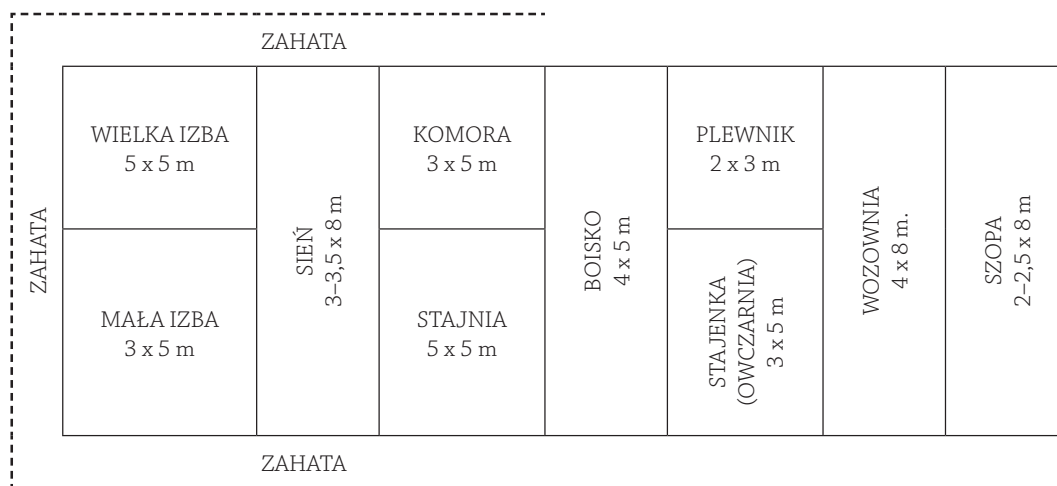 ZAHATA
WIELKA IZBA
5 x 5 m
KOMORA
3 x 5 m
PLEWNIK
2 x 3 m
ZAHATA
SIEŃ
3–3,5 x 8 m
BOISKO
4 x 5 m
WOZOWNIA
4 x 8 m.
SZOPA
2–2,5 x 8 m
MAŁA IZBA
3 x 5 m
STAJNIA
5 x 5 m
STAJENKA
(OWCZARNIA)
3 x 5 m
ZAHATA